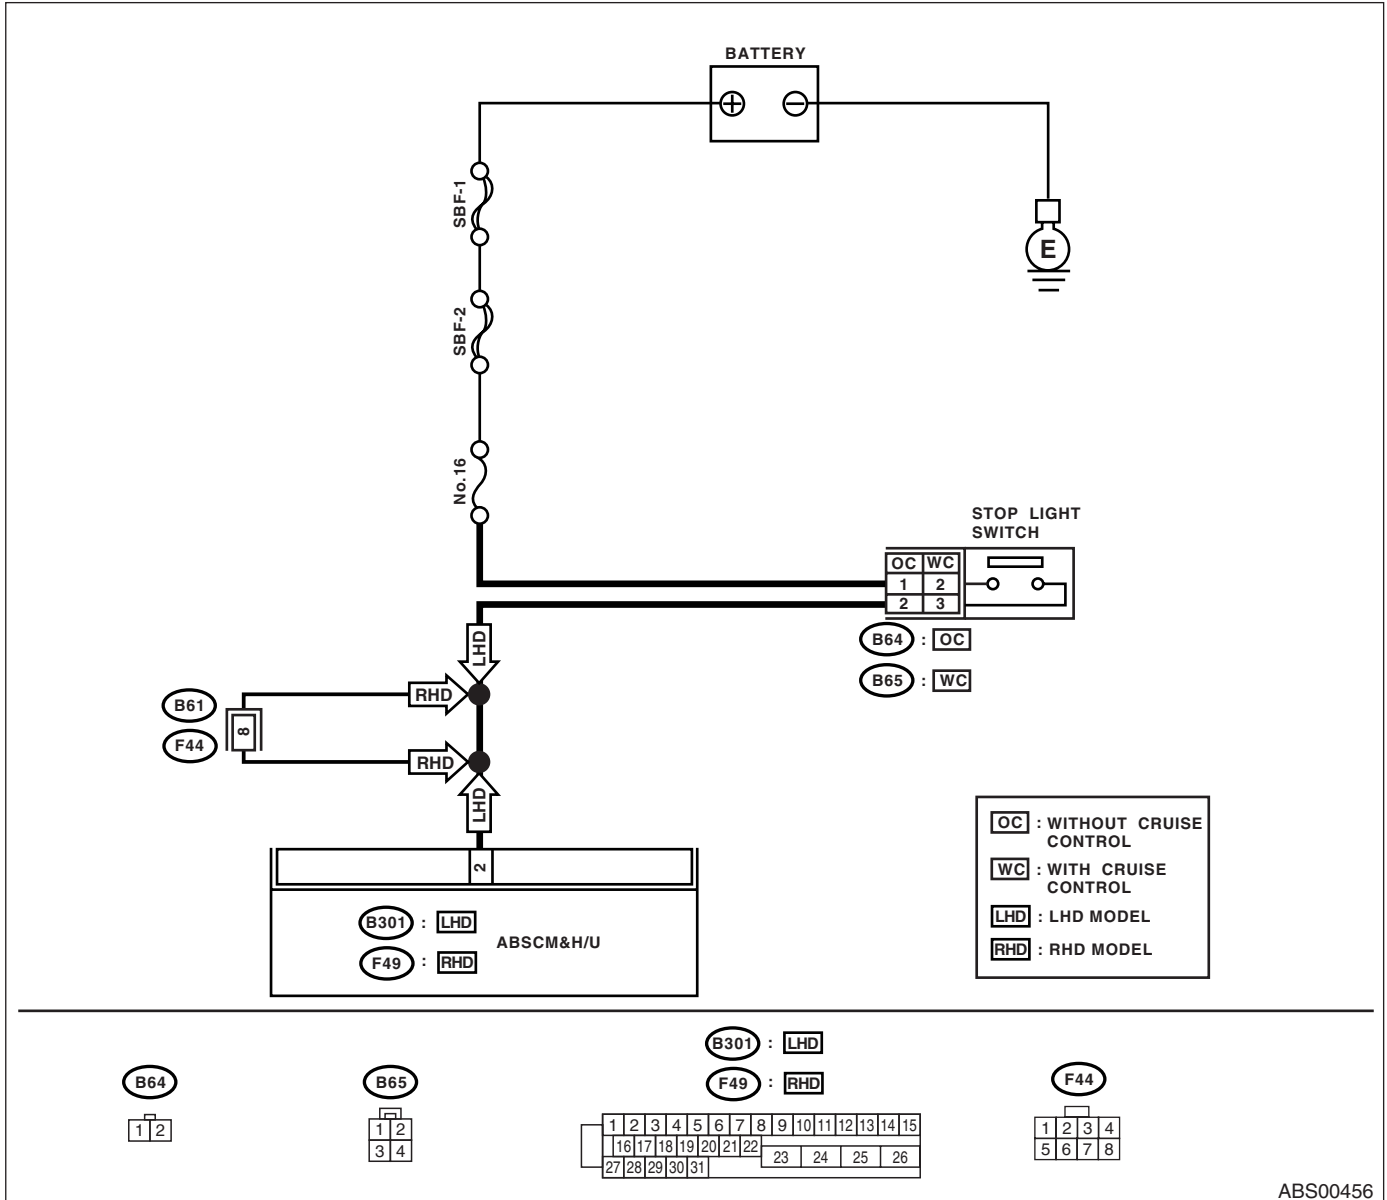 BATTERY
SBF-1
E
SBF-2
No.16
STOP LIGHT
SWITCH
OC WC
1 2
2 3
B64 : OC
B65 : WC
LHD
RHD
B61
8
F44
RHD
LHD
2
B301 : LHD
ABSCM&H/U
F49 : RHD
OC : WITHOUT CRUISE
CONTROL
WC : WITH CRUISE
CONTROL
LHD : LHD MODEL
RHD : RHD MODEL
B64
1 2
B65
1 2
3 4
B301 : LHD
F49 : RHD
1 2 3 4 5 6 7 8 9 10 11 12 13 14 15
16 17 18 19 20 21 22 23 24 25 26
27 28 29 30 31
F44
1 2 3 4
5 6 7 8
ABS00456